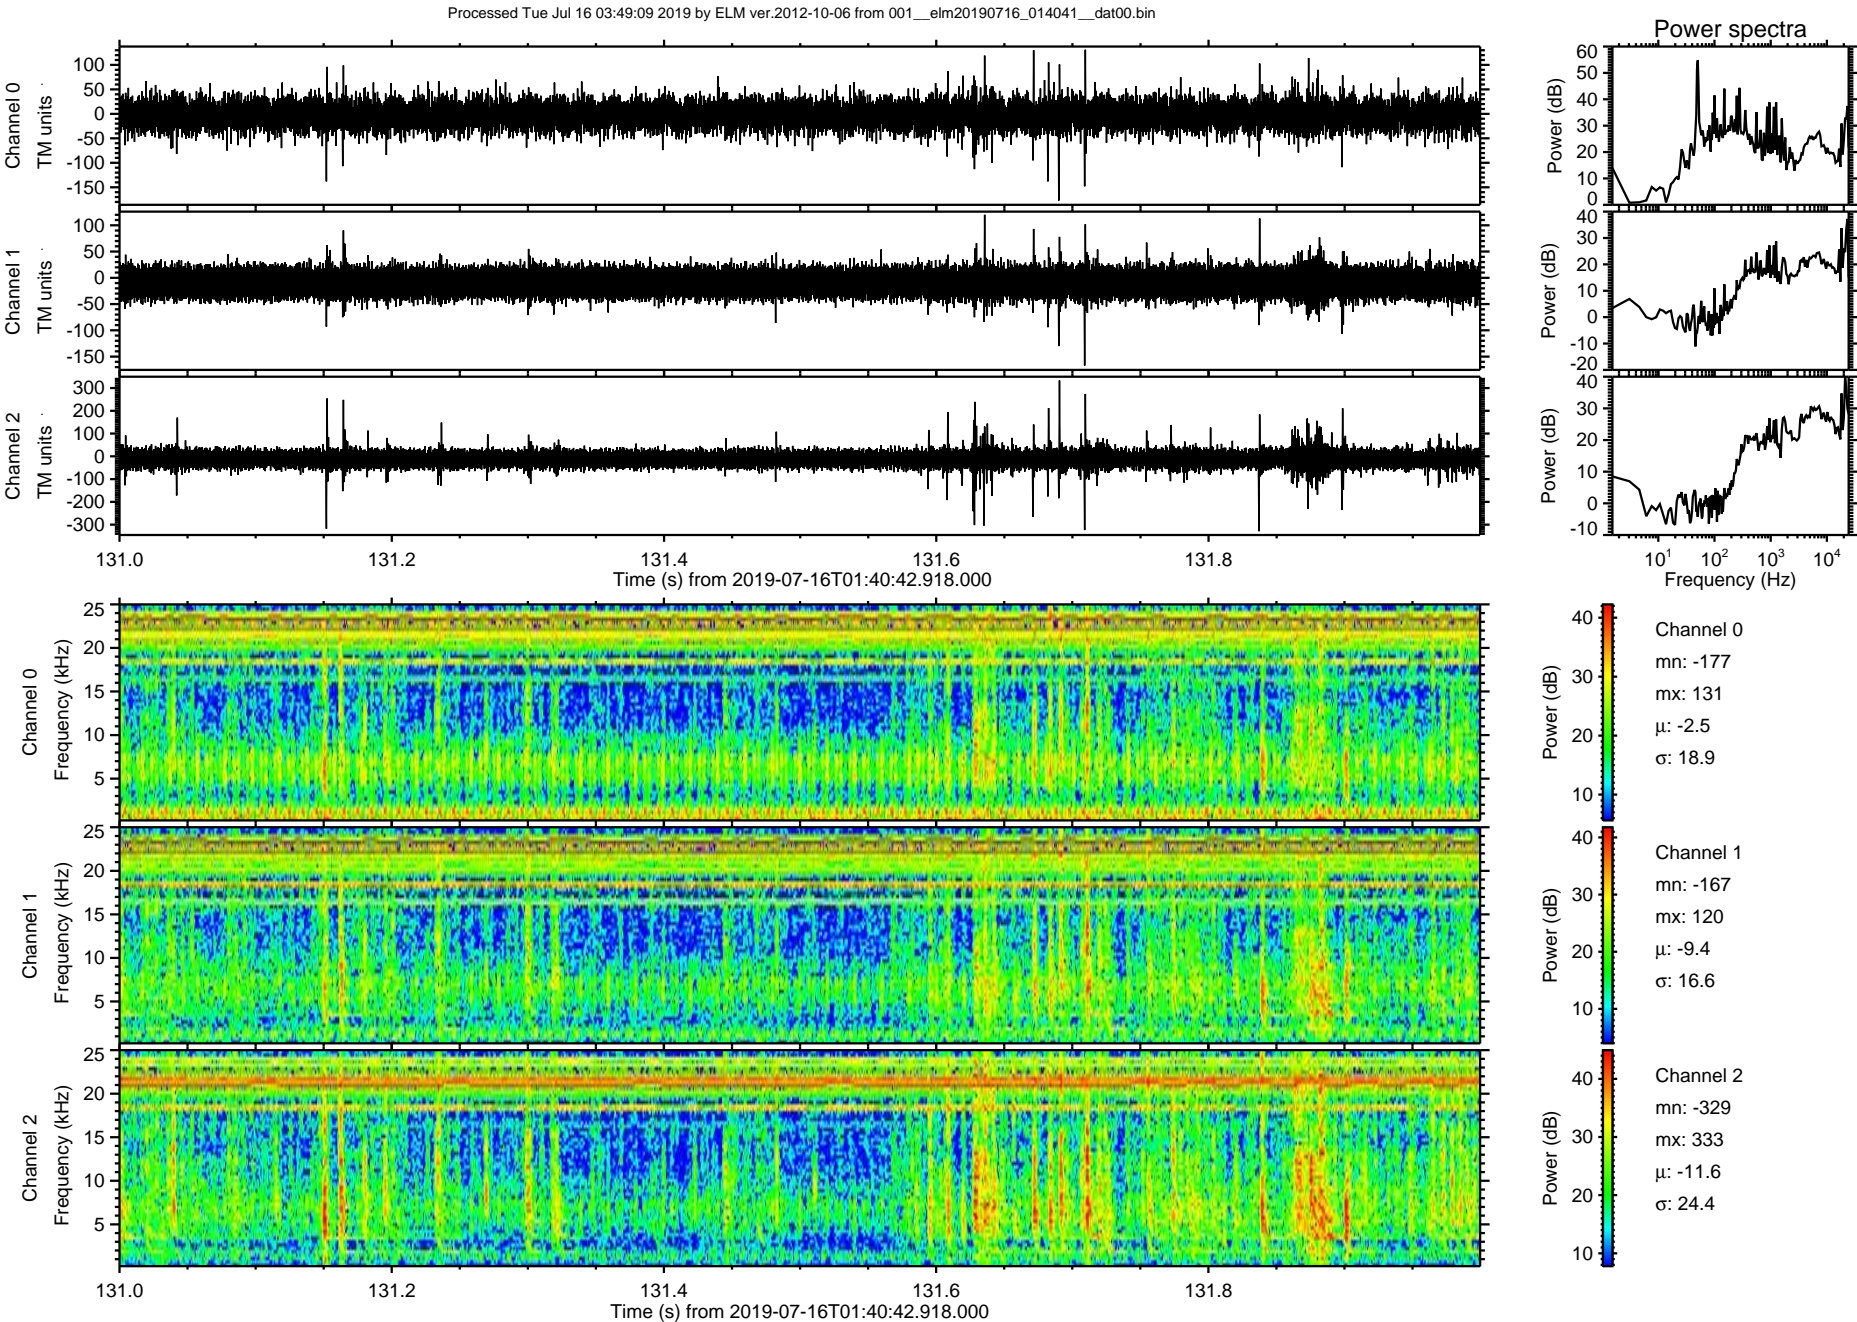 Processed Tue Jul 16 03:49:09 2019 by ELM ver.2012-10-06 from 001__elm20190716_014041__dat00.bin
Power spectra
Channel 0
TM units
100
50
0
-50
-100
-150
Power (dB)
60
50
40
30
20
10
0
Channel 1
TM units
100
50
0
-50
-100
-150
Power (dB)
40
30
20
10
0
-10
-20
Channel 2
TM units
300
200
100
0
-100
-200
-300
Power (dB)
40
30
20
10
0
-10
131.0 131.2 131.4 131.6 131.8
Time (s) from 2019-07-16T01:40:42.918.000
10¹ 10² 10³ 10⁴
Frequency (Hz)
Channel 0
Frequency (kHz)
25
20
15
10
5
Power (dB)
40
30
20
10
Channel 0
mn: -177
mx: 131
μ: -2.5
σ: 18.9
Channel 1
Frequency (kHz)
25
20
15
10
5
Power (dB)
40
30
20
10
Channel 1
mn: -167
mx: 120
μ: -9.4
σ: 16.6
Channel 2
Frequency (kHz)
25
20
15
10
5
Power (dB)
40
30
20
10
Channel 2
mn: -329
mx: 333
μ: -11.6
σ: 24.4
131.0 131.2 131.4 131.6 131.8
Time (s) from 2019-07-16T01:40:42.918.000